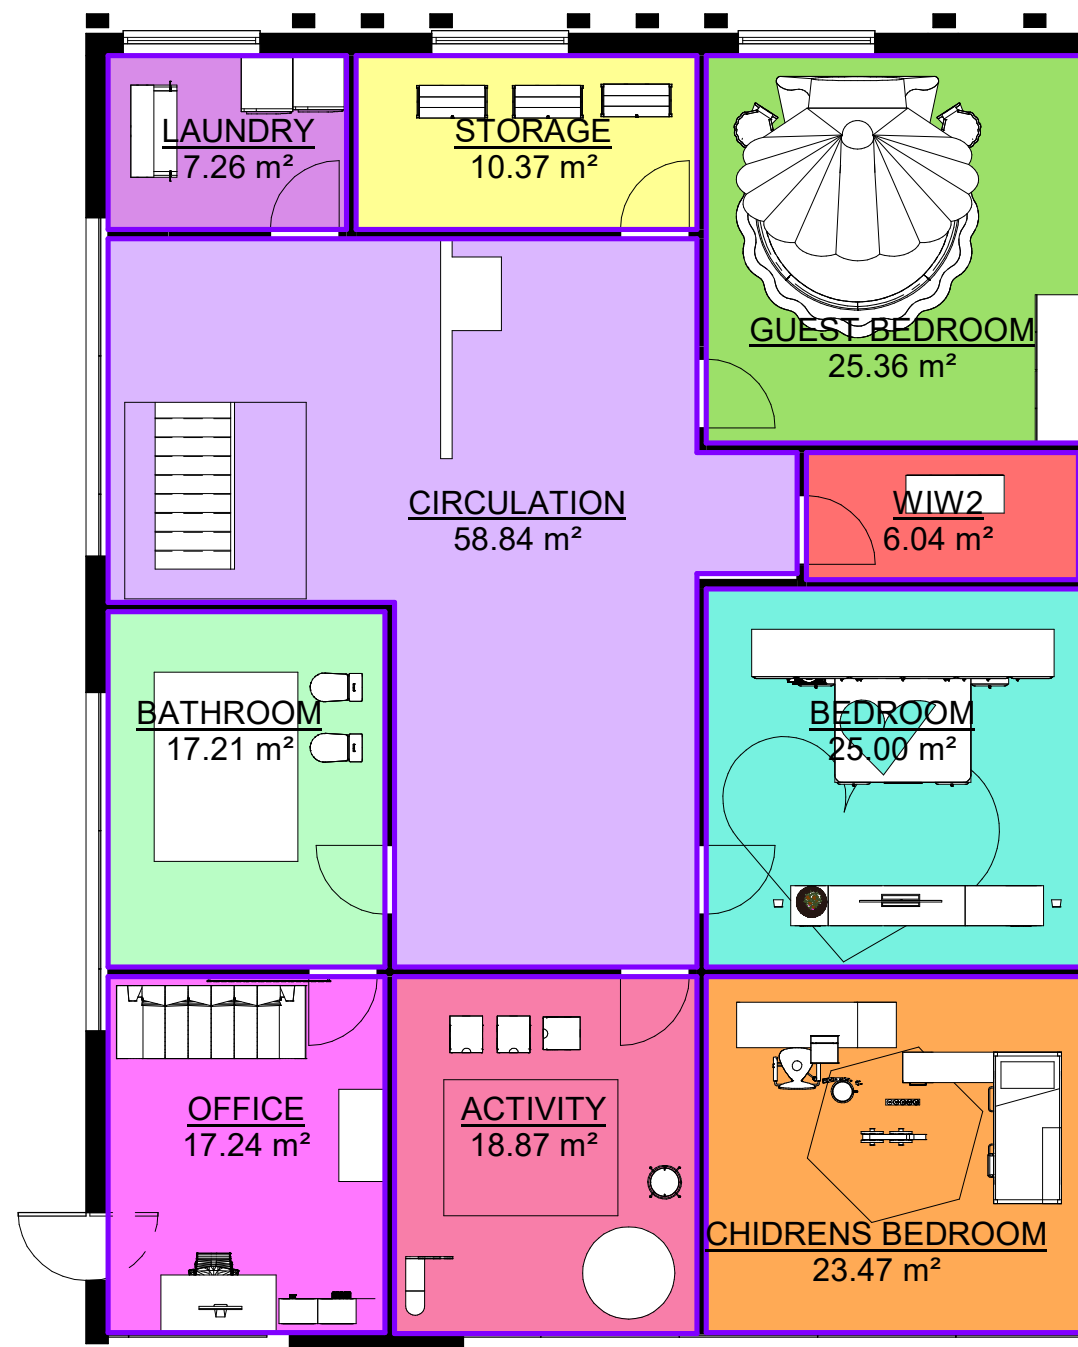 LAUNDRY
7.26 m²
STORAGE
10.37 m²
GUEST BEDROOM
25.36 m²
CIRCULATION
58.84 m²
WIW2
6.04 m²
BATHROOM
17.21 m²
BEDROOM
25.00 m²
OFFICE
17.24 m²
ACTIVITY
18.87 m²
CHIDRENS BEDROOM
23.47 m²